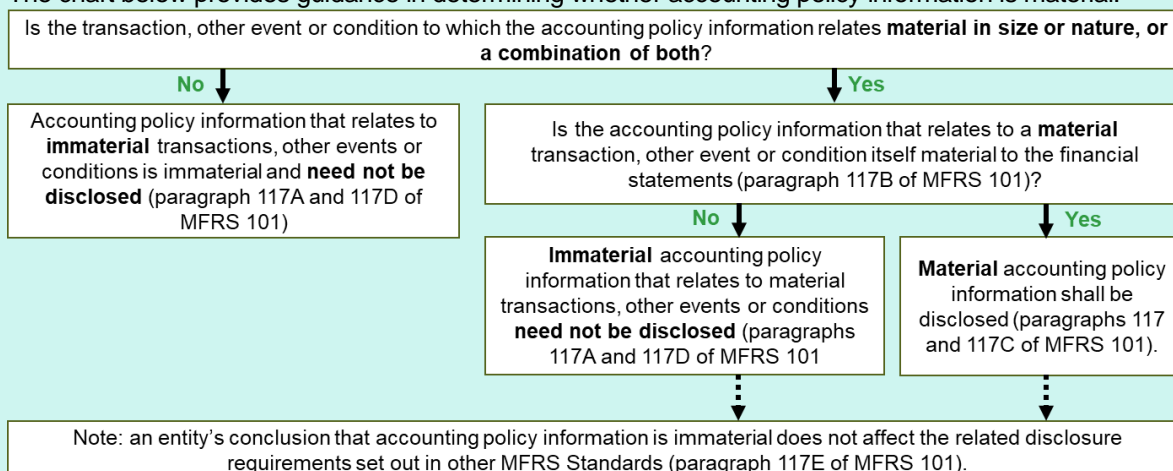 The chart below provides guidance in determining whether accounting policy information is material.
Is the transaction, other event or condition to which the accounting policy information relates material in size or nature, or
a combination of both?
No
Yes
Accounting policy information that relates to
immaterial transactions, other events or
conditions is immaterial and need not be
disclosed (paragraph 117A and 117D of
MFRS 101)
Is the accounting policy information that relates to a material
transaction, other event or condition itself material to the financial
statements (paragraph 117B of MFRS 101)?
No
Yes
Immaterial accounting policy
information that relates to material
transactions, other events or conditions
need not be disclosed (paragraphs
117A and 117D of MFRS 101
Material accounting policy
information shall be
disclosed (paragraphs 117
and 117C of MFRS 101).
Note: an entity's conclusion that accounting policy information is immaterial does not affect the related disclosure
requirements set out in other MFRS Standards (paragraph 117E of MFRS 101).